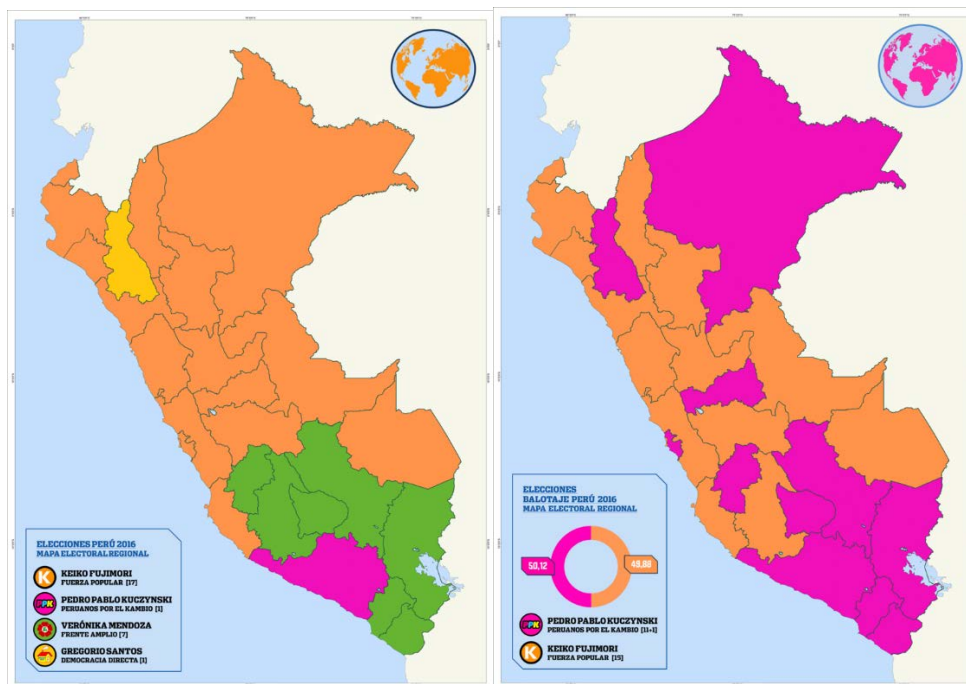 ELECCIONES PERÚ 2016
MAPA ELECTORAL REGIONAL
K
KEIKO FUJIMORI
FUERZA POPULAR [17]
PPK
PEDRO PABLO KUCZYNSKI
PERUANOS POR EL KAMBIO [1]
VERÓNIKA MENDOZA
FRENTE AMPLIO [7]
GREGORIO SANTOS
DEMOCRACIA DIRECTA [1]
ELECCIONES
BALOTAJE PERÚ 2016
MAPA ELECTORAL REGIONAL
50,12
49,88
PPK
PEDRO PABLO KUCZYNSKI
PERUANOS POR EL KAMBIO [11+1]
K
KEIKO FUJIMORI
FUERZA POPULAR [15]